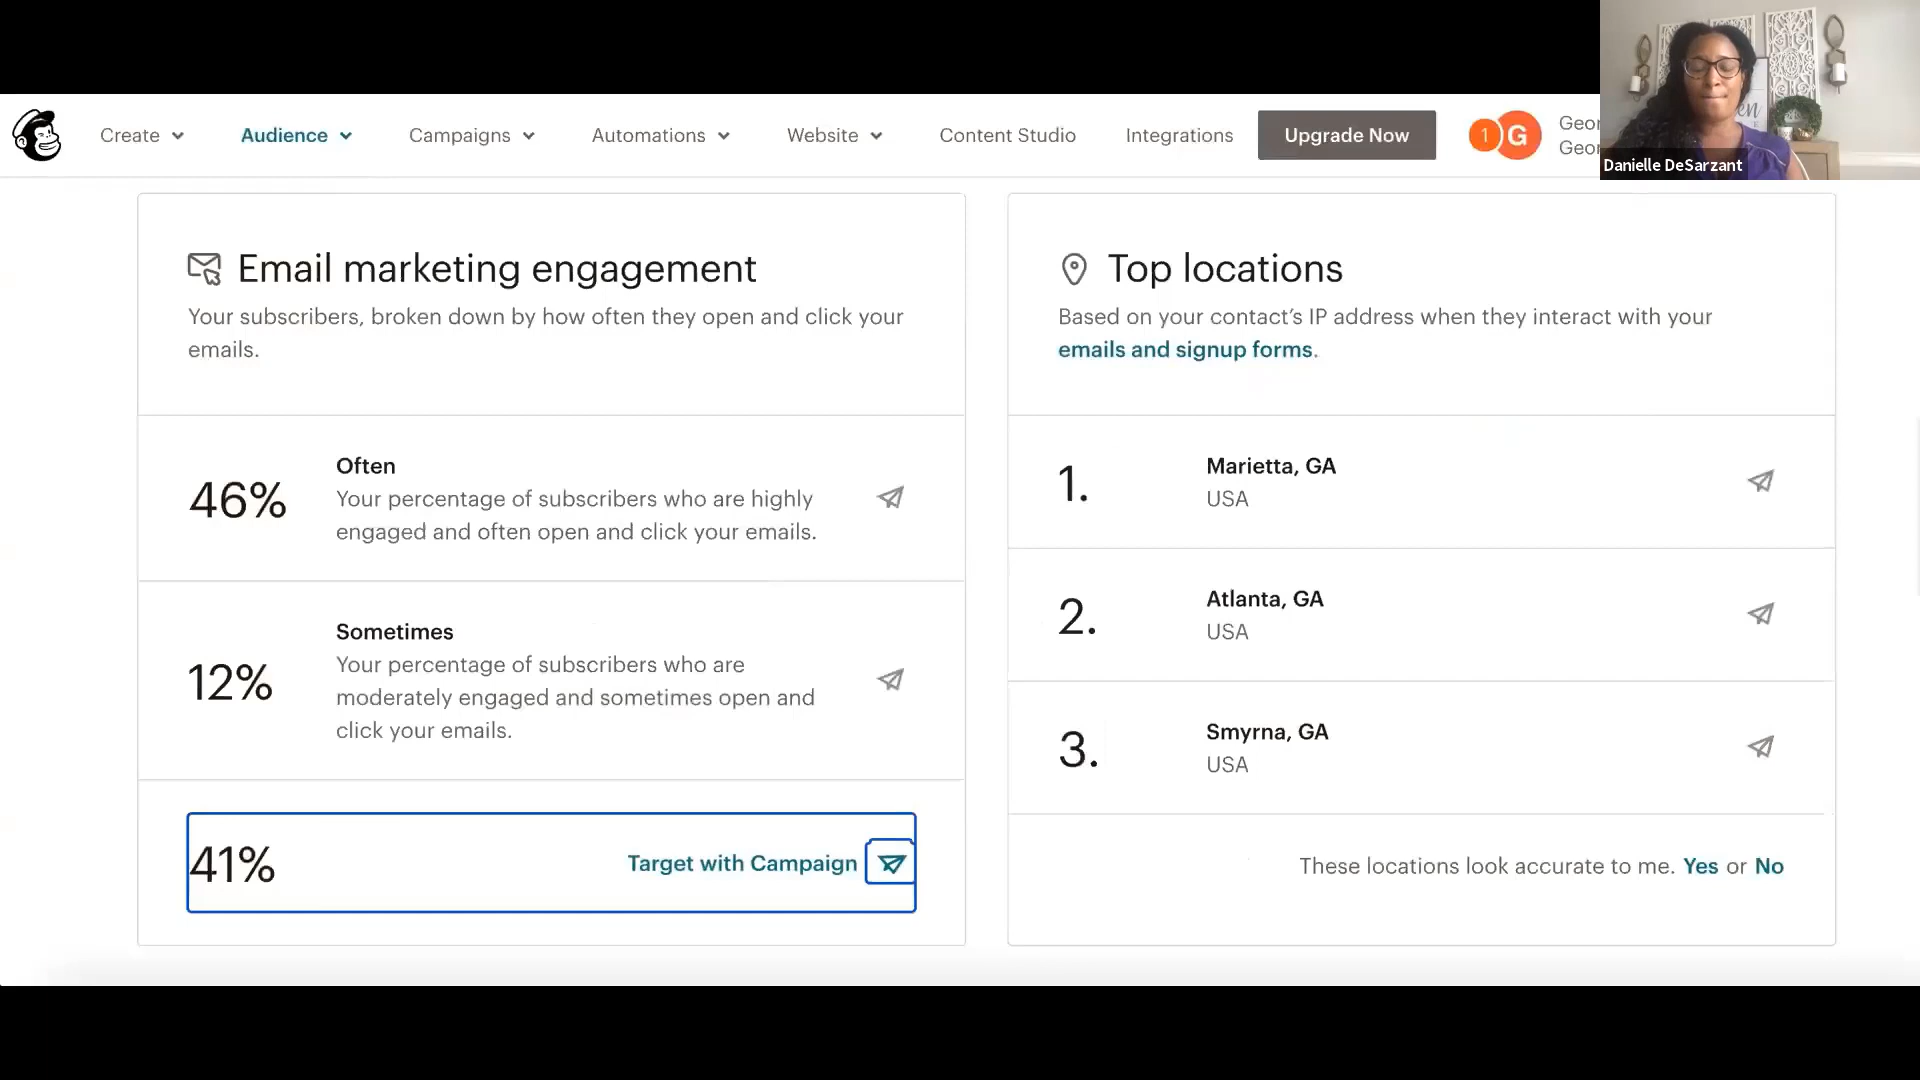 Create
Audience
Campaigns
Automations
Website
Content Studio
Integrations
Upgrade Now
1
G
Geor
Geor
Danielle DeSarzant
Email marketing engagement
Your subscribers, broken down by how often they open and click your
emails.
46%
Often
Your percentage of subscribers who are highly
engaged and often open and click your emails.
12%
Sometimes
Your percentage of subscribers who are
moderately engaged and sometimes open and
click your emails.
41%
Target with Campaign
Top locations
Based on your contact’s IP address when they interact with your
emails and signup forms.
1.
Marietta, GA
USA
2.
Atlanta, GA
USA
3.
Smyrna, GA
USA
These locations look accurate to me. Yes or No